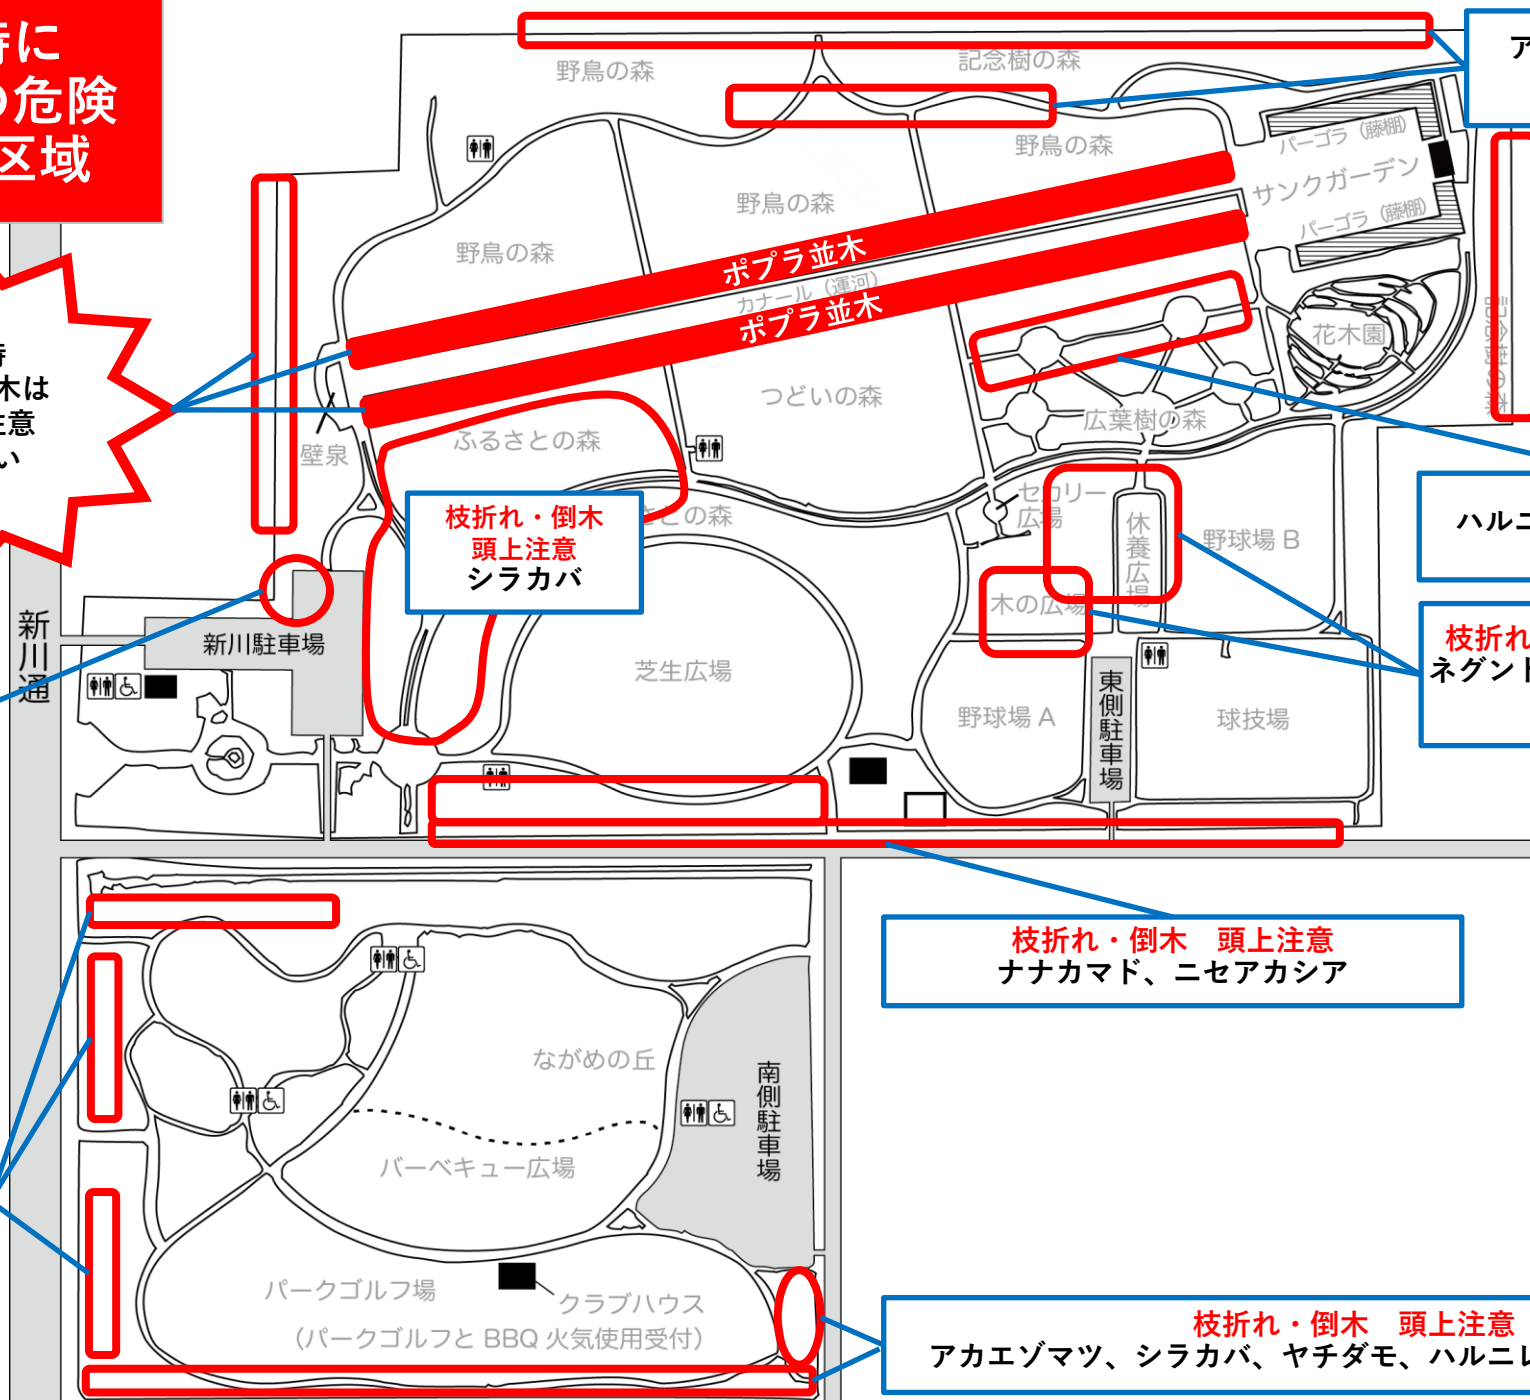 時に
の危険
区域
野鳥の森
記念樹の森
野鳥の森
野鳥の森
野鳥の森
パーゴラ（藤棚）
サンクガーデン
パーゴラ（藤棚）
ポプラ並木
カナール（運河）
ポプラ並木
花木園
記念樹の森
時
木は
注意
い
つどいの森
広葉樹の森
ふるさとの森
壁泉
枝折れ・倒木
頭上注意
シラカバ
さとの森
セカリー
広場
休養広場
野球場 B
ハルニ
木の広場
枝折れ
ネグンド
新川通
新川駐車場
芝生広場
野球場 A
東側駐車場
球技場
枝折れ・倒木　頭上注意
ナナカマド、ニセアカシア
ながめの丘
南側駐車場
バーベキュー広場
パークゴルフ場
クラブハウス
（パークゴルフと BBQ 火気使用受付）
枝折れ・倒木　頭上注意
アカエゾマツ、シラカバ、ヤチダモ、ハルニレ